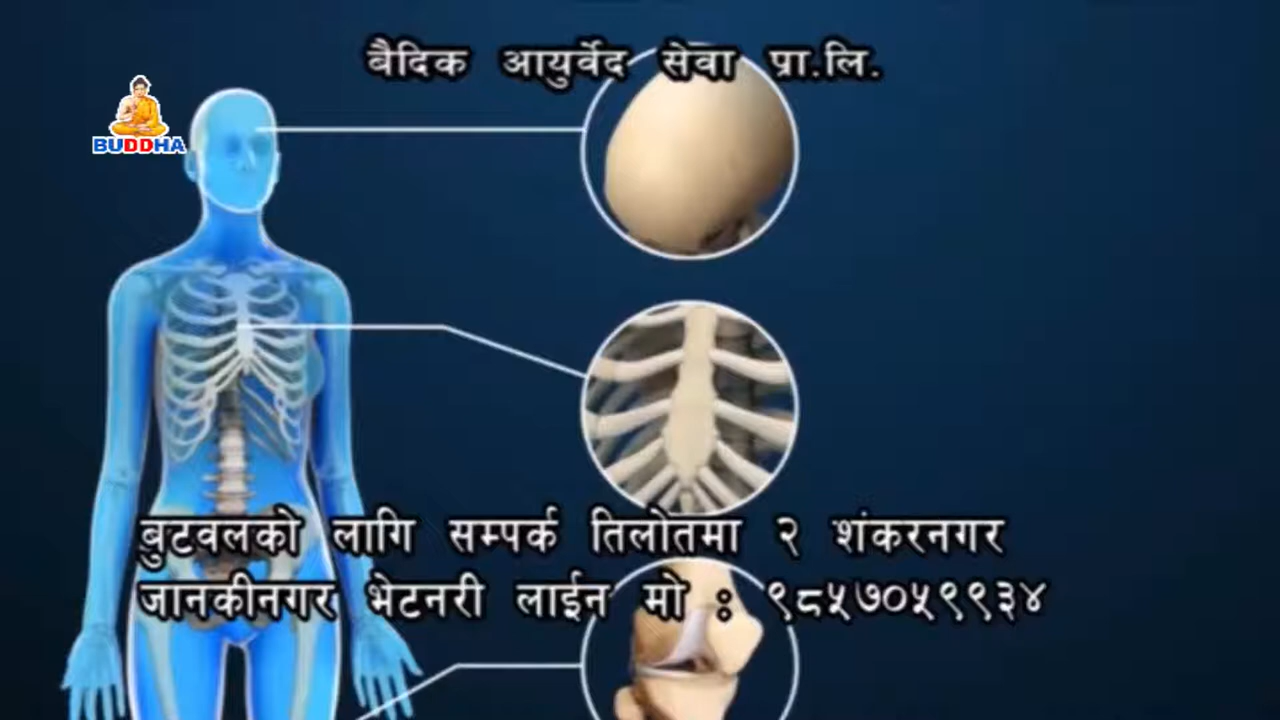 बैदिक आयुर्वेद सेवा प्रा.लि.
BUDDHA
बुटवलको लागि सम्पर्क तिलोतमा २ शंकरनगर
जानकीनगर भेटनरी लाईन मो : ९८५७०५९९३४